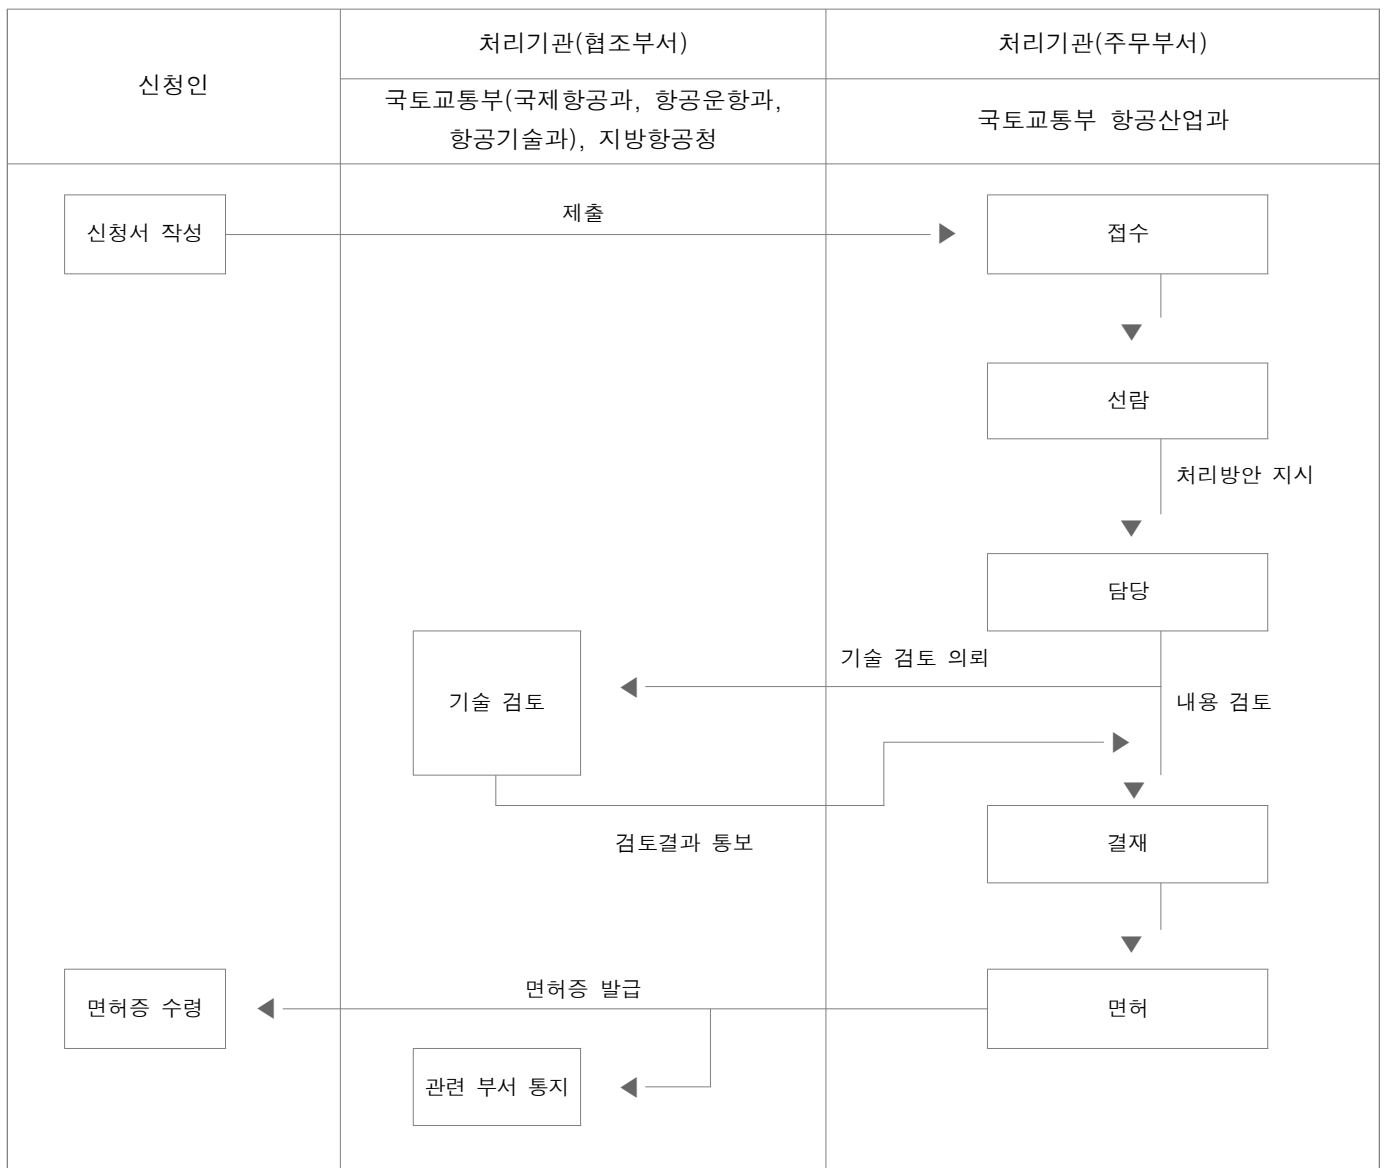 신청인
처리기관(협조부서)
처리기관(주무부서)
국토교통부(국제항공과, 항공운항과,
항공기술과), 지방항공청
국토교통부 항공산업과
신청서 작성
제출
접수
선람
처리방안 지시
담당
기술 검토 의뢰
기술 검토
내용 검토
검토결과 통보
결재
면허증 수령
면허증 발급
면허
관련 부서 통지